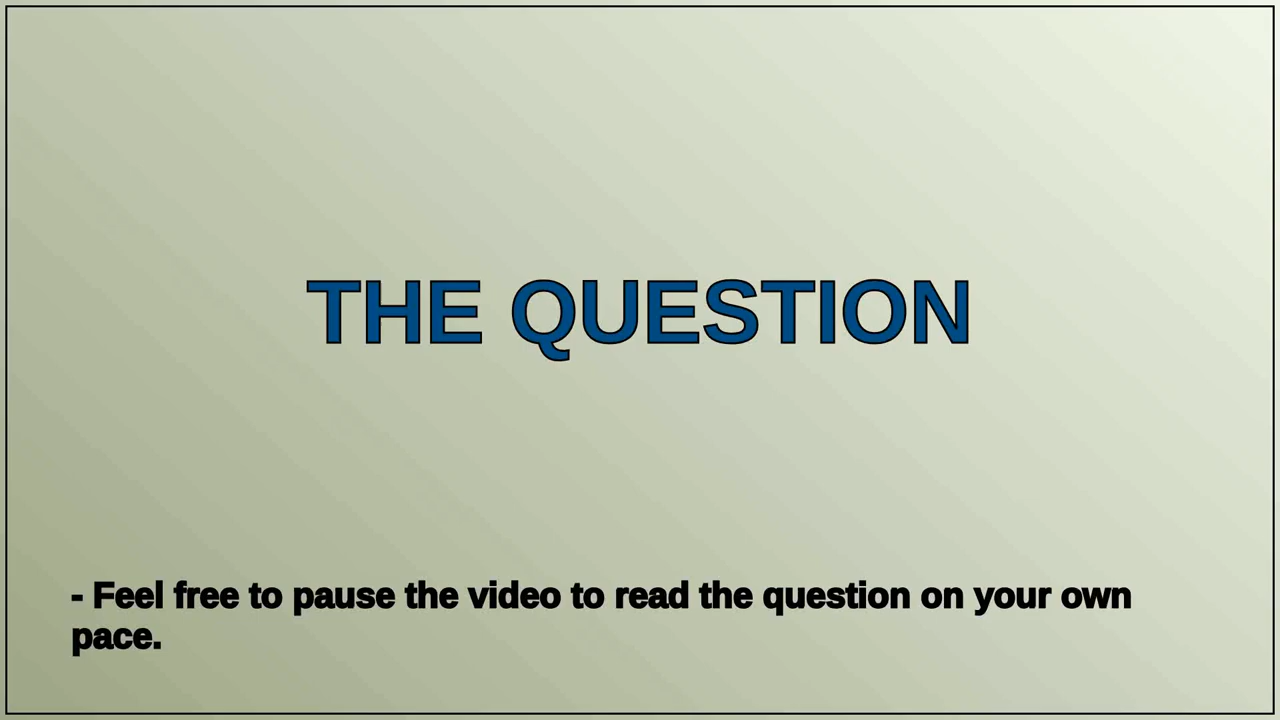 THE QUESTION
- Feel free to pause the video to read the question on your own
pace.